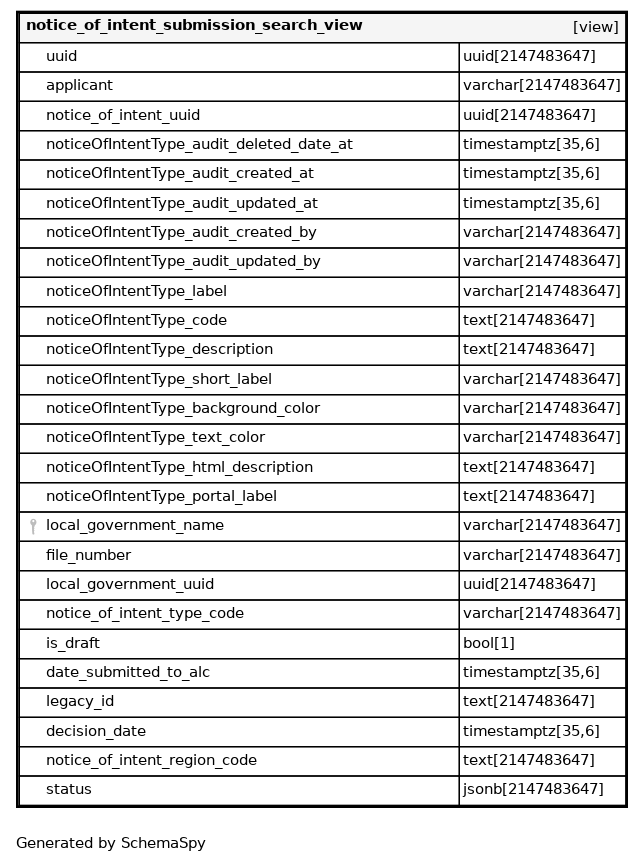 notice_of_intent_submission_search_view [view]
uuid uuid[2147483647]
applicant varchar[2147483647]
notice_of_intent_uuid uuid[2147483647]
noticeOfIntentType_audit_deleted_date_at timestamptz[35,6]
noticeOfIntentType_audit_created_at timestamptz[35,6]
noticeOfIntentType_audit_updated_at timestamptz[35,6]
noticeOfIntentType_audit_created_by varchar[2147483647]
noticeOfIntentType_audit_updated_by varchar[2147483647]
noticeOfIntentType_label varchar[2147483647]
noticeOfIntentType_code text[2147483647]
noticeOfIntentType_description text[2147483647]
noticeOfIntentType_short_label varchar[2147483647]
noticeOfIntentType_background_color varchar[2147483647]
noticeOfIntentType_text_color varchar[2147483647]
noticeOfIntentType_html_description text[2147483647]
noticeOfIntentType_portal_label text[2147483647]
local_government_name varchar[2147483647]
file_number varchar[2147483647]
local_government_uuid uuid[2147483647]
notice_of_intent_type_code varchar[2147483647]
is_draft bool[1]
date_submitted_to_alc timestamptz[35,6]
legacy_id text[2147483647]
decision_date timestamptz[35,6]
notice_of_intent_region_code text[2147483647]
status jsonb[2147483647]
Generated by SchemaSpy